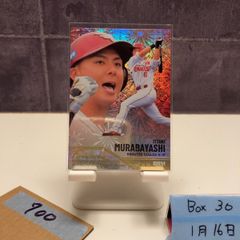 ITSUKI
MURABAYASHI
900
Box 30
1月16日